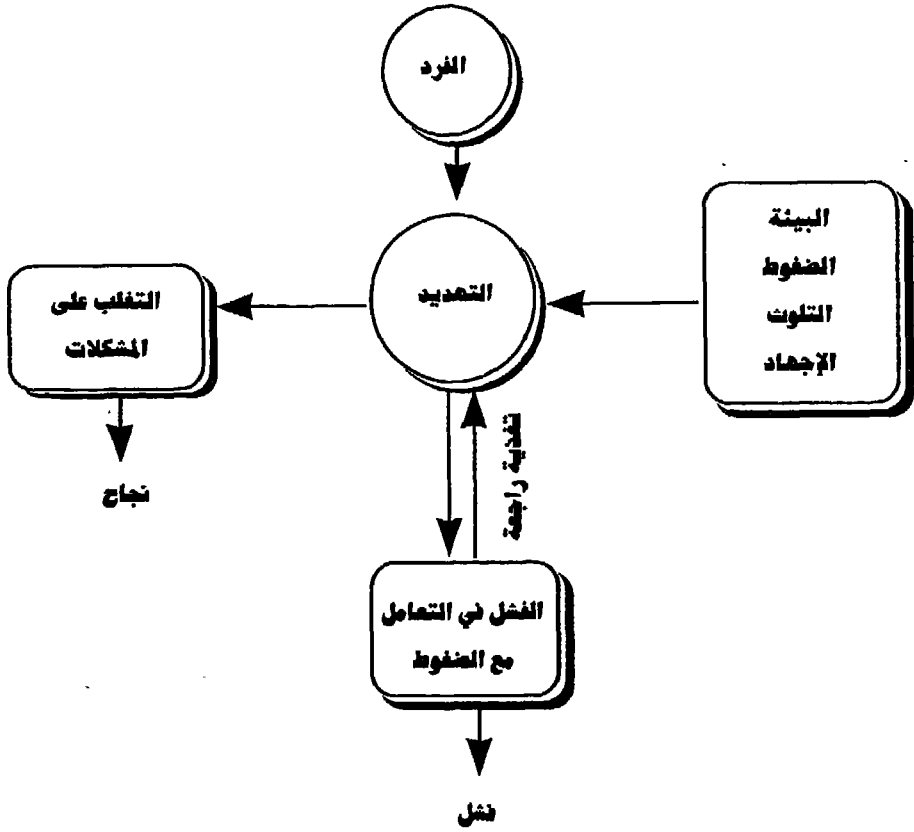 الفرد
البيئة
الضغوط
التلوث
الإجهاد
التهديد
التغلب على
المشكلات
نجاح
تغذية راجعة
الفشل في التعامل
مع الضغوط
فشل